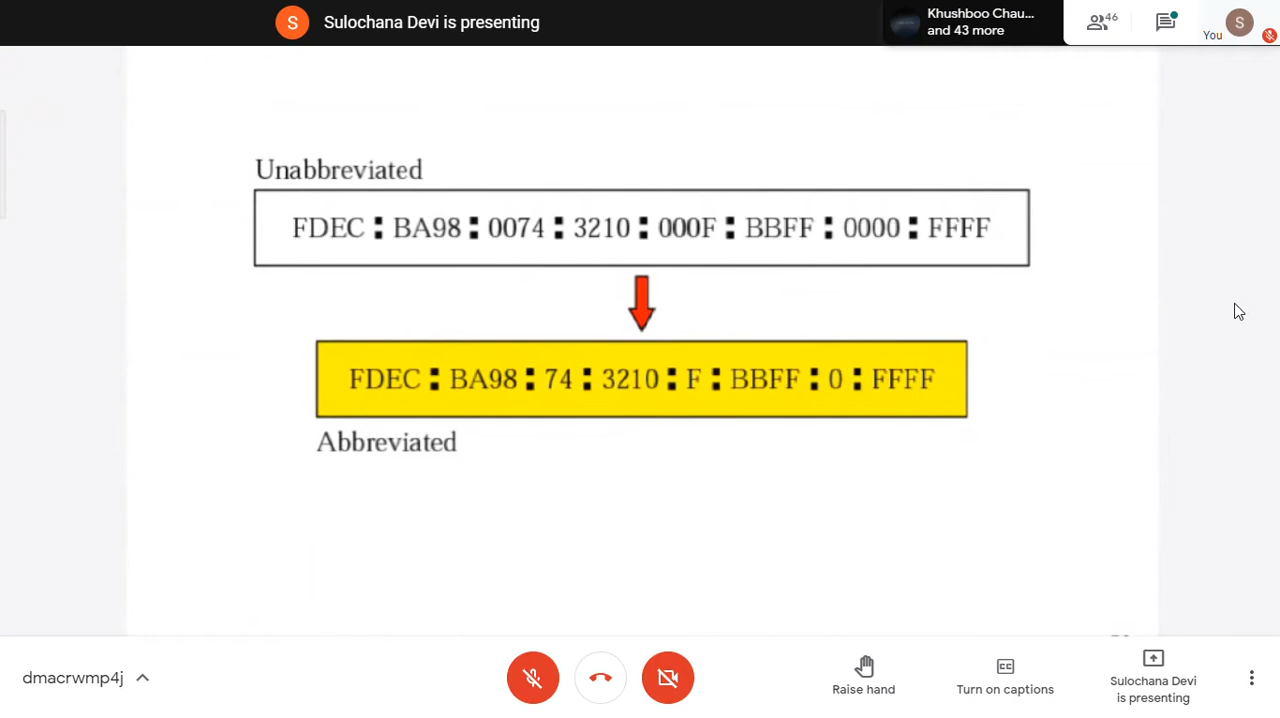 S Sulochana Devi is presenting
Khushboo Chau...
and 43 more
46
You
S
Unabbreviated
FDEC : BA98 : 0074 : 3210 : 000F : BBFF : 0000 : FFFF
FDEC : BA98 : 74 : 3210 : F : BBFF : 0 : FFFF
Abbreviated
dmacrwmp4j
Raise hand
CC
Turn on captions
Sulochana Devi
is presenting